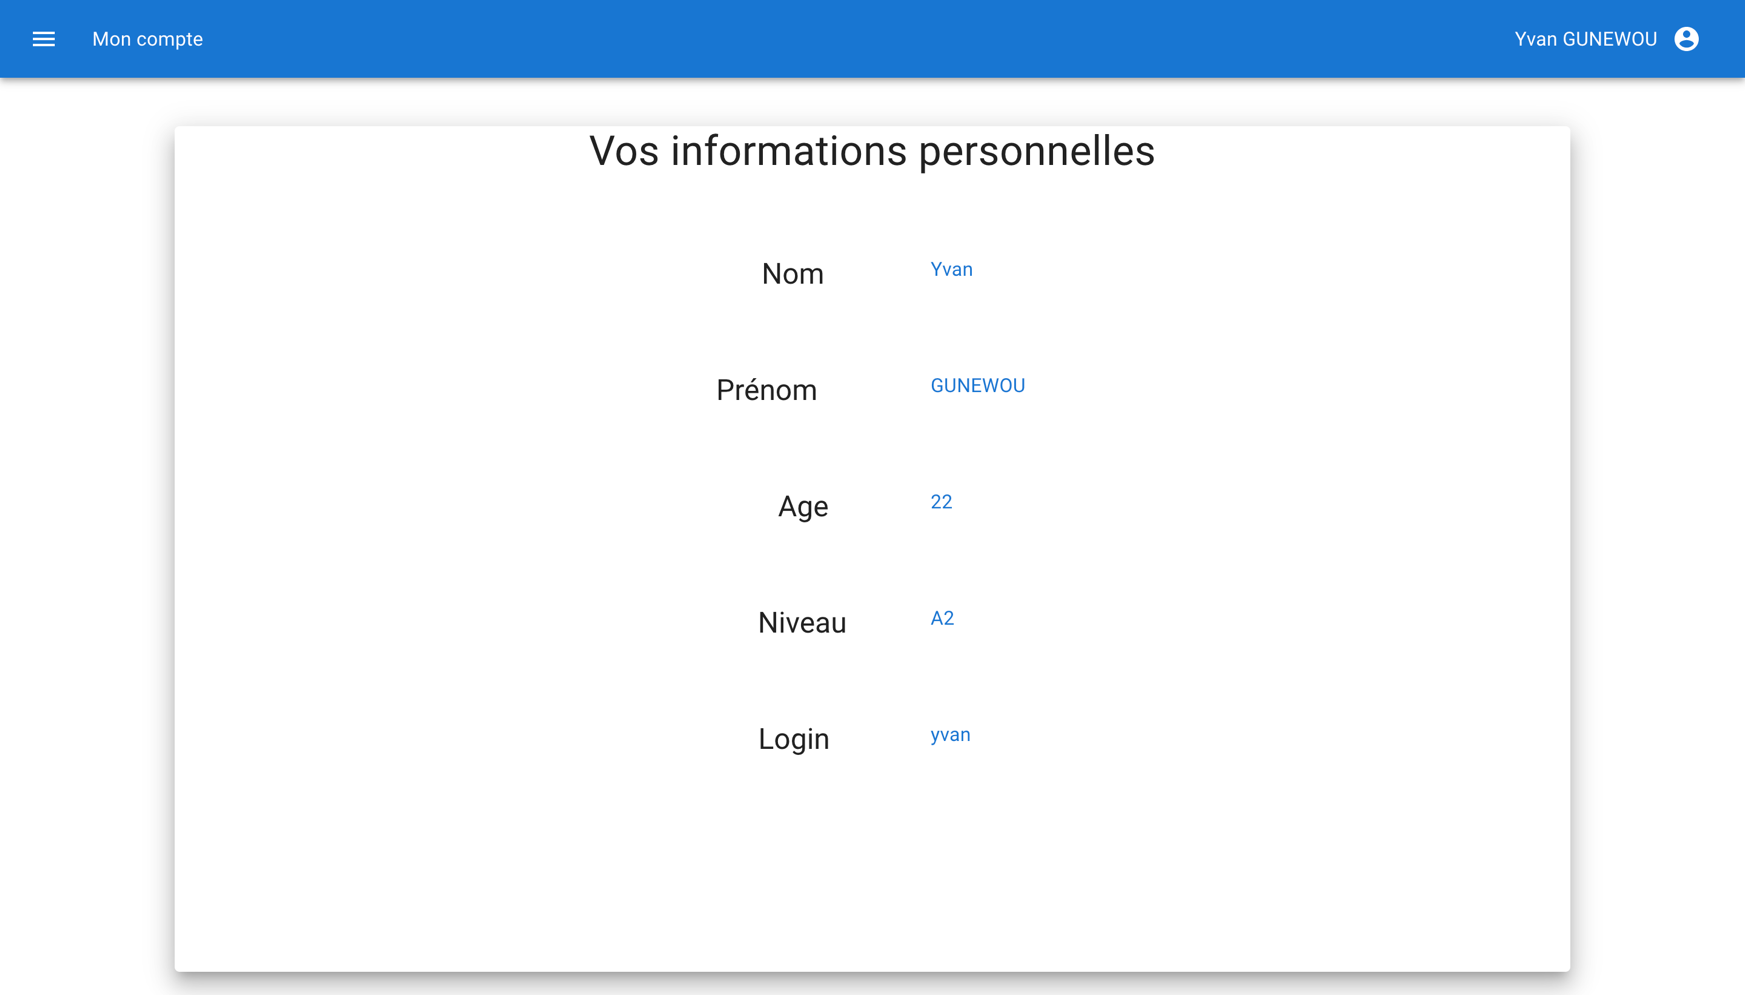 Mon compte
Yvan GUNEWOU
Vos informations personnelles
Nom Yvan
Prénom GUNEWOU
Age 22
Niveau A2
Login yvan